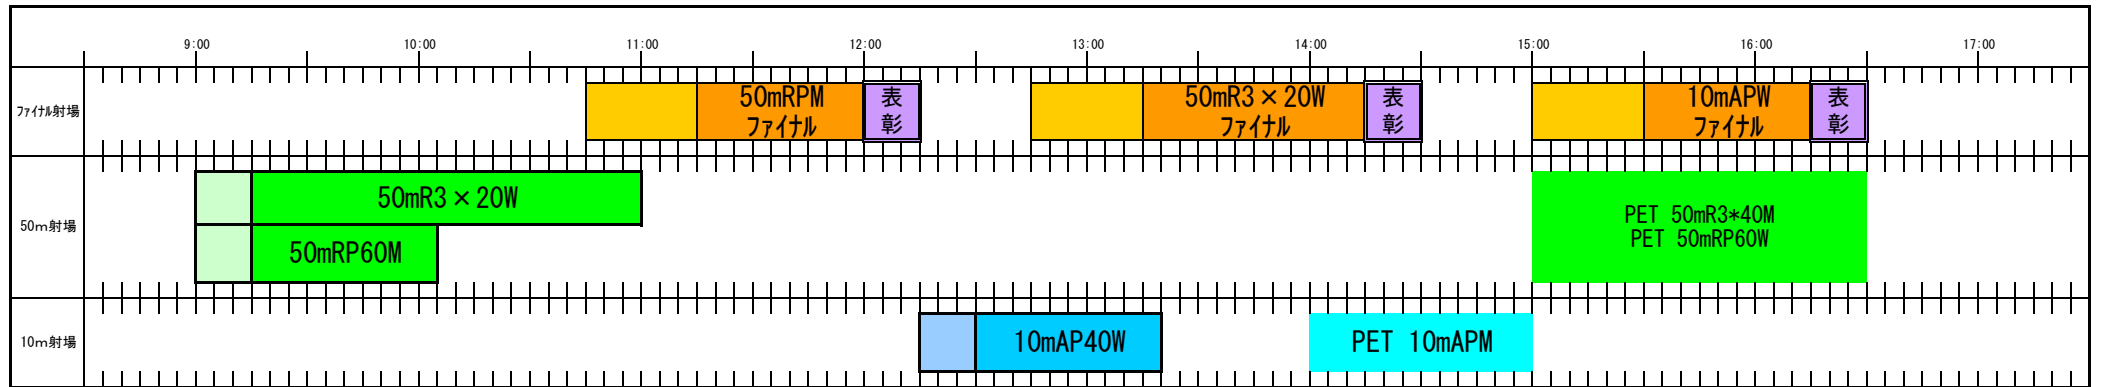 9:00 10:00 11:00 12:00 13:00 14:00 15:00 16:00 17:00
ファイナル射場
50mRPM
ファイナル
表
彰
50mR3×20W
ファイナル
表
彰
10mAPW
ファイナル
表
彰
50m射場
50mR3×20W
50mRP60M
PET 50mR3*40M
PET 50mRP60W
10m射場
10mAP40W
PET 10mAPM